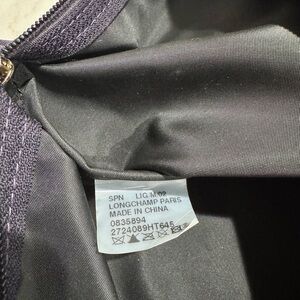 SPN LIG M.02
LONGCHAMP PARIS
MADE IN CHINA
0835894
2724089HT645